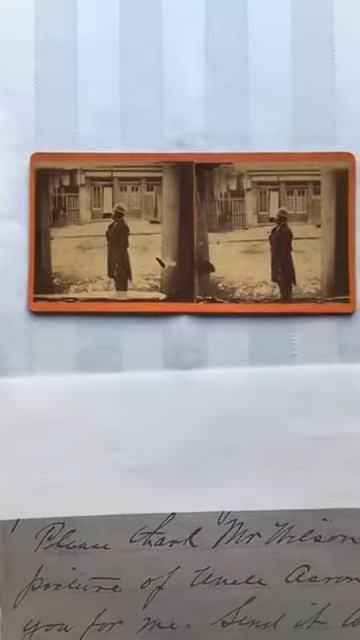 Please thank "Mr Wilson
picture of Uncle Aaron
you for me. Send it